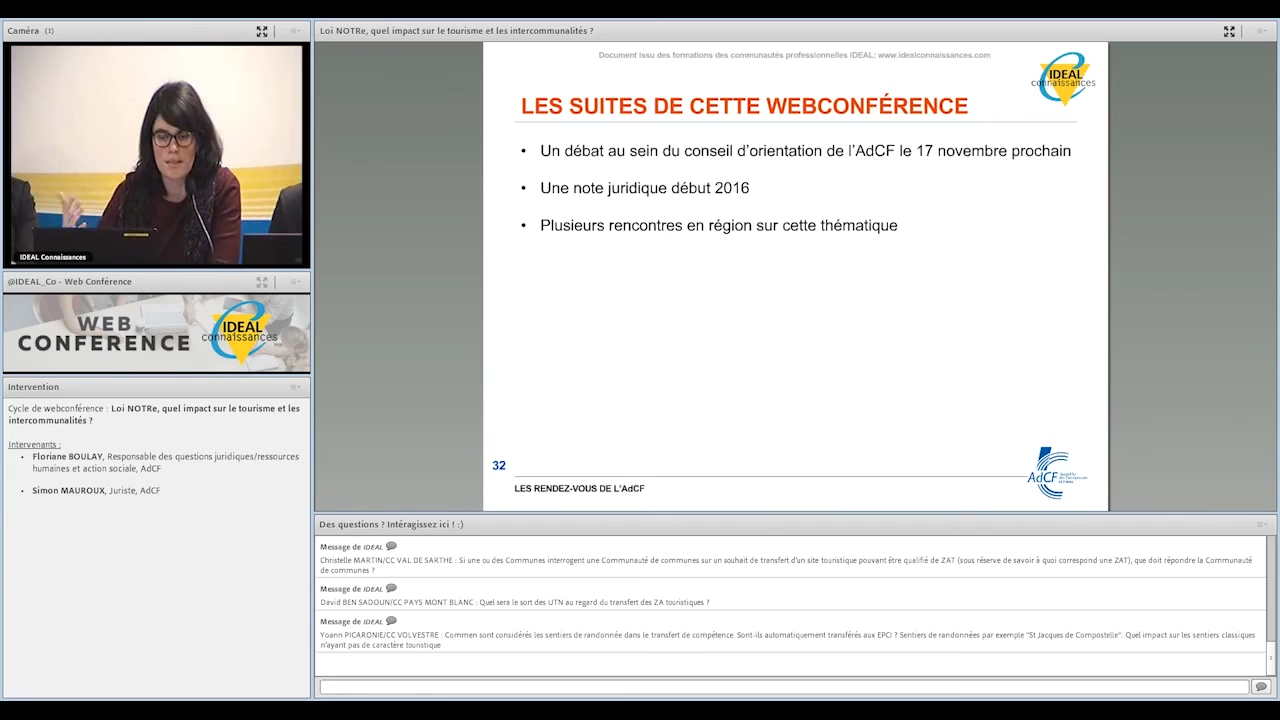 Caméra (1)
IDEAL Connaissances
@IDEAL_Co - Web Conférence
WEB
CONFERENCE
IDEAL
connaissances
Intervention
Cycle de webconférence : Loi NOTRe, quel impact sur le tourisme et les
intercommunalités ?
Intervenants :
• Floriane BOULAY, Responsable des questions juridiques/ressources
humaines et action sociale, AdCF
• Simon MAUROUX, Juriste, AdCF
Loi NOTRe, quel impact sur le tourisme et les intercommunalités ?
Document issu des formations des communautés professionnelles IDEAL: www.idealconnaissances.com
IDEAL
connaissances
LES SUITES DE CETTE WEBCONFÉRENCE
• Un débat au sein du conseil d'orientation de l'AdCF le 17 novembre prochain
• Une note juridique début 2016
• Plusieurs rencontres en région sur cette thématique
32
LES RENDEZ-VOUS DE L'AdCF
AdCF
Des questions ? Intéragissez ici ! :)
Message de IDEAL
Christelle MARTIN/CC VAL DE SARTHE : Si une ou des Communes interrogent une Communauté de communes sur un souhait de transfert d'un site touristique pouvant être qualifié de ZAT (sous réserve de savoir à quoi correspond une ZAT), que doit répondre la Communauté
de communes ?
Message de IDEAL
David BEN SADOUN/CC PAYS MONT BLANC : Quel sera le sort des UTN au regard du transfert des ZA touristiques ?
Message de IDEAL
Yoann PICARONIE/CC VOLVESTRE : Commen sont considérés les sentiers de randonnée dans le transfert de compétence. Sont-ils automatiquement transférés aux EPCI ? Sentiers de randonnées par exemple "St Jacques de Compostelle". Quel impact sur les sentiers classiques
n'ayant pas de caractère touristique